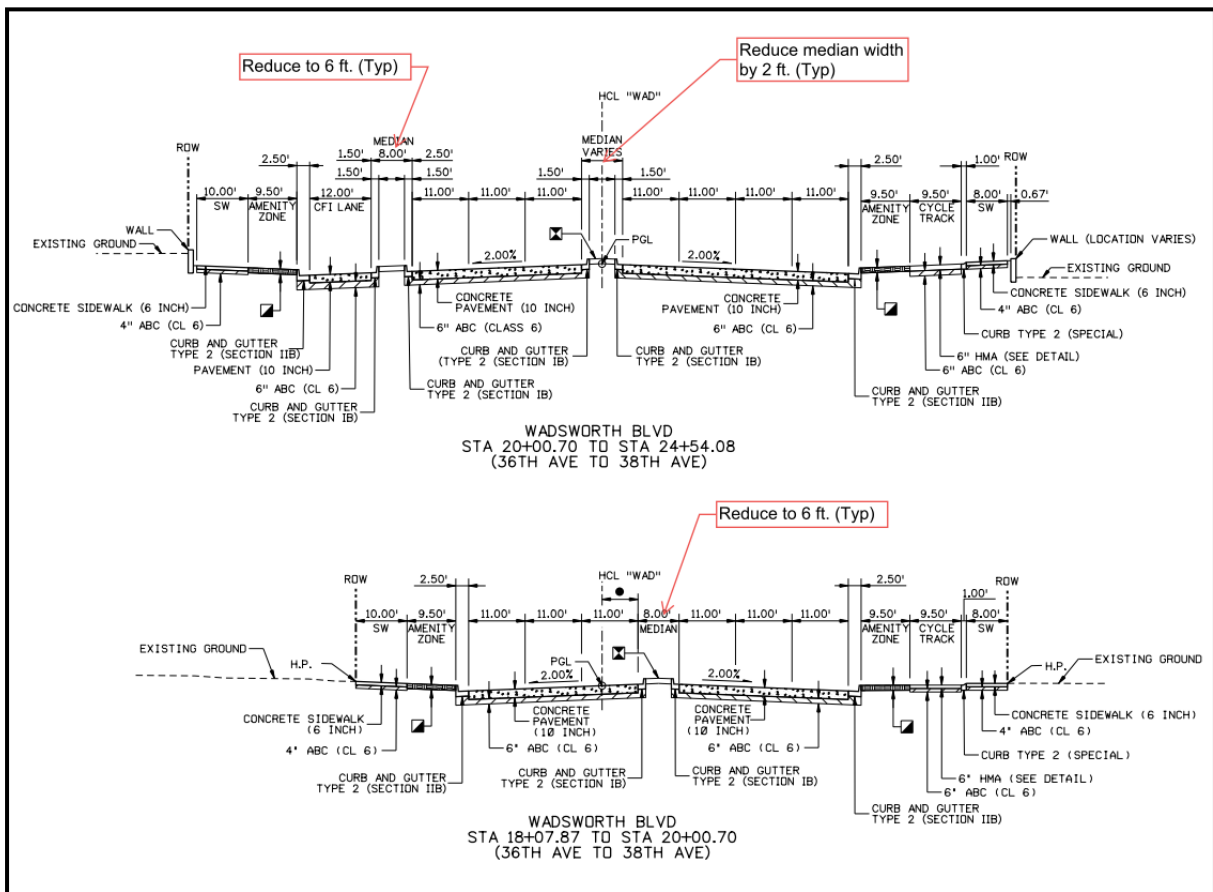 Reduce to 6 ft. (Typ)
Reduce median width
by 2 ft. (Typ)
HCL "WAD"
ROW
MEDIAN
MEDIAN
VARIES
ROW
2.50' 1.50' 8.00' 2.50' 2.50' 1.00'
1.50' 1.50' 1.50' 1.50'
10.00' 9.50' 12.00' 11.00' 11.00' 11.00' 11.00' 11.00' 11.00' 9.50' 9.50' 8.00' 0.67'
SW AMENITY ZONE CFI LANE AMENITY ZONE CYCLE TRACK SW
WALL
EXISTING GROUND
2.00%
PGL
2.00%
WALL (LOCATION VARIES)
EXISTING GROUND
CONCRETE SIDEWALK (6 INCH)
4" ABC (CL 6)
CURB AND GUTTER
TYPE 2 (SECTION IIB)
PAVEMENT (10 INCH)
6" ABC (CL 6)
CURB AND GUTTER
TYPE 2 (SECTION IB)
CONCRETE
PAVEMENT (10 INCH)
6" ABC (CLASS 6)
CURB AND GUTTER
TYPE 2 (SECTION IB)
CURB AND GUTTER
(TYPE 2 (SECTION IB)
CURB AND GUTTER
TYPE 2 (SECTION IB)
CONCRETE
PAVEMENT (10 INCH)
6" ABC (CL 6)
CONCRETE SIDEWALK (6 INCH)
4" ABC (CL 6)
CURB TYPE 2 (SPECIAL)
6" HMA (SEE DETAIL)
6" ABC (CL 6)
CURB AND GUTTER
TYPE 2 (SECTION IIB)
WADSWORTH BLVD
STA 20+00.70 TO STA 24+54.08
(36TH AVE TO 38TH AVE)
Reduce to 6 ft. (Typ)
HCL "WAD"
ROW
ROW
2.50' 2.50' 1.00'
10.00' 9.50' 11.00' 11.00' 11.00' 8.00' 11.00' 11.00' 11.00' 9.50' 9.50' 8.00'
SW AMENITY ZONE MEDIAN AMENITY ZONE CYCLE TRACK SW
EXISTING GROUND
H.P.
2.00%
PGL
2.00%
H.P.
EXISTING GROUND
CONCRETE SIDEWALK
(6 INCH)
4" ABC (CL 6)
CONCRETE
PAVEMENT
(10 INCH)
6" ABC (CL 6)
CURB AND GUTTER
TYPE 2 (SECTION IIB)
CURB AND GUTTER
TYPE 2 (SECTION IB)
CONCRETE
PAVEMENT
(10 INCH)
6" ABC (CL 6)
CURB AND GUTTER
TYPE 2 (SECTION IB)
CONCRETE SIDEWALK (6 INCH)
4" ABC (CL 6)
CURB TYPE 2 (SPECIAL)
6" HMA (SEE DETAIL)
6" ABC (CL 6)
CURB AND GUTTER
TYPE 2 (SECTION IIB)
WADSWORTH BLVD
STA 18+07.87 TO STA 20+00.70
(36TH AVE TO 38TH AVE)